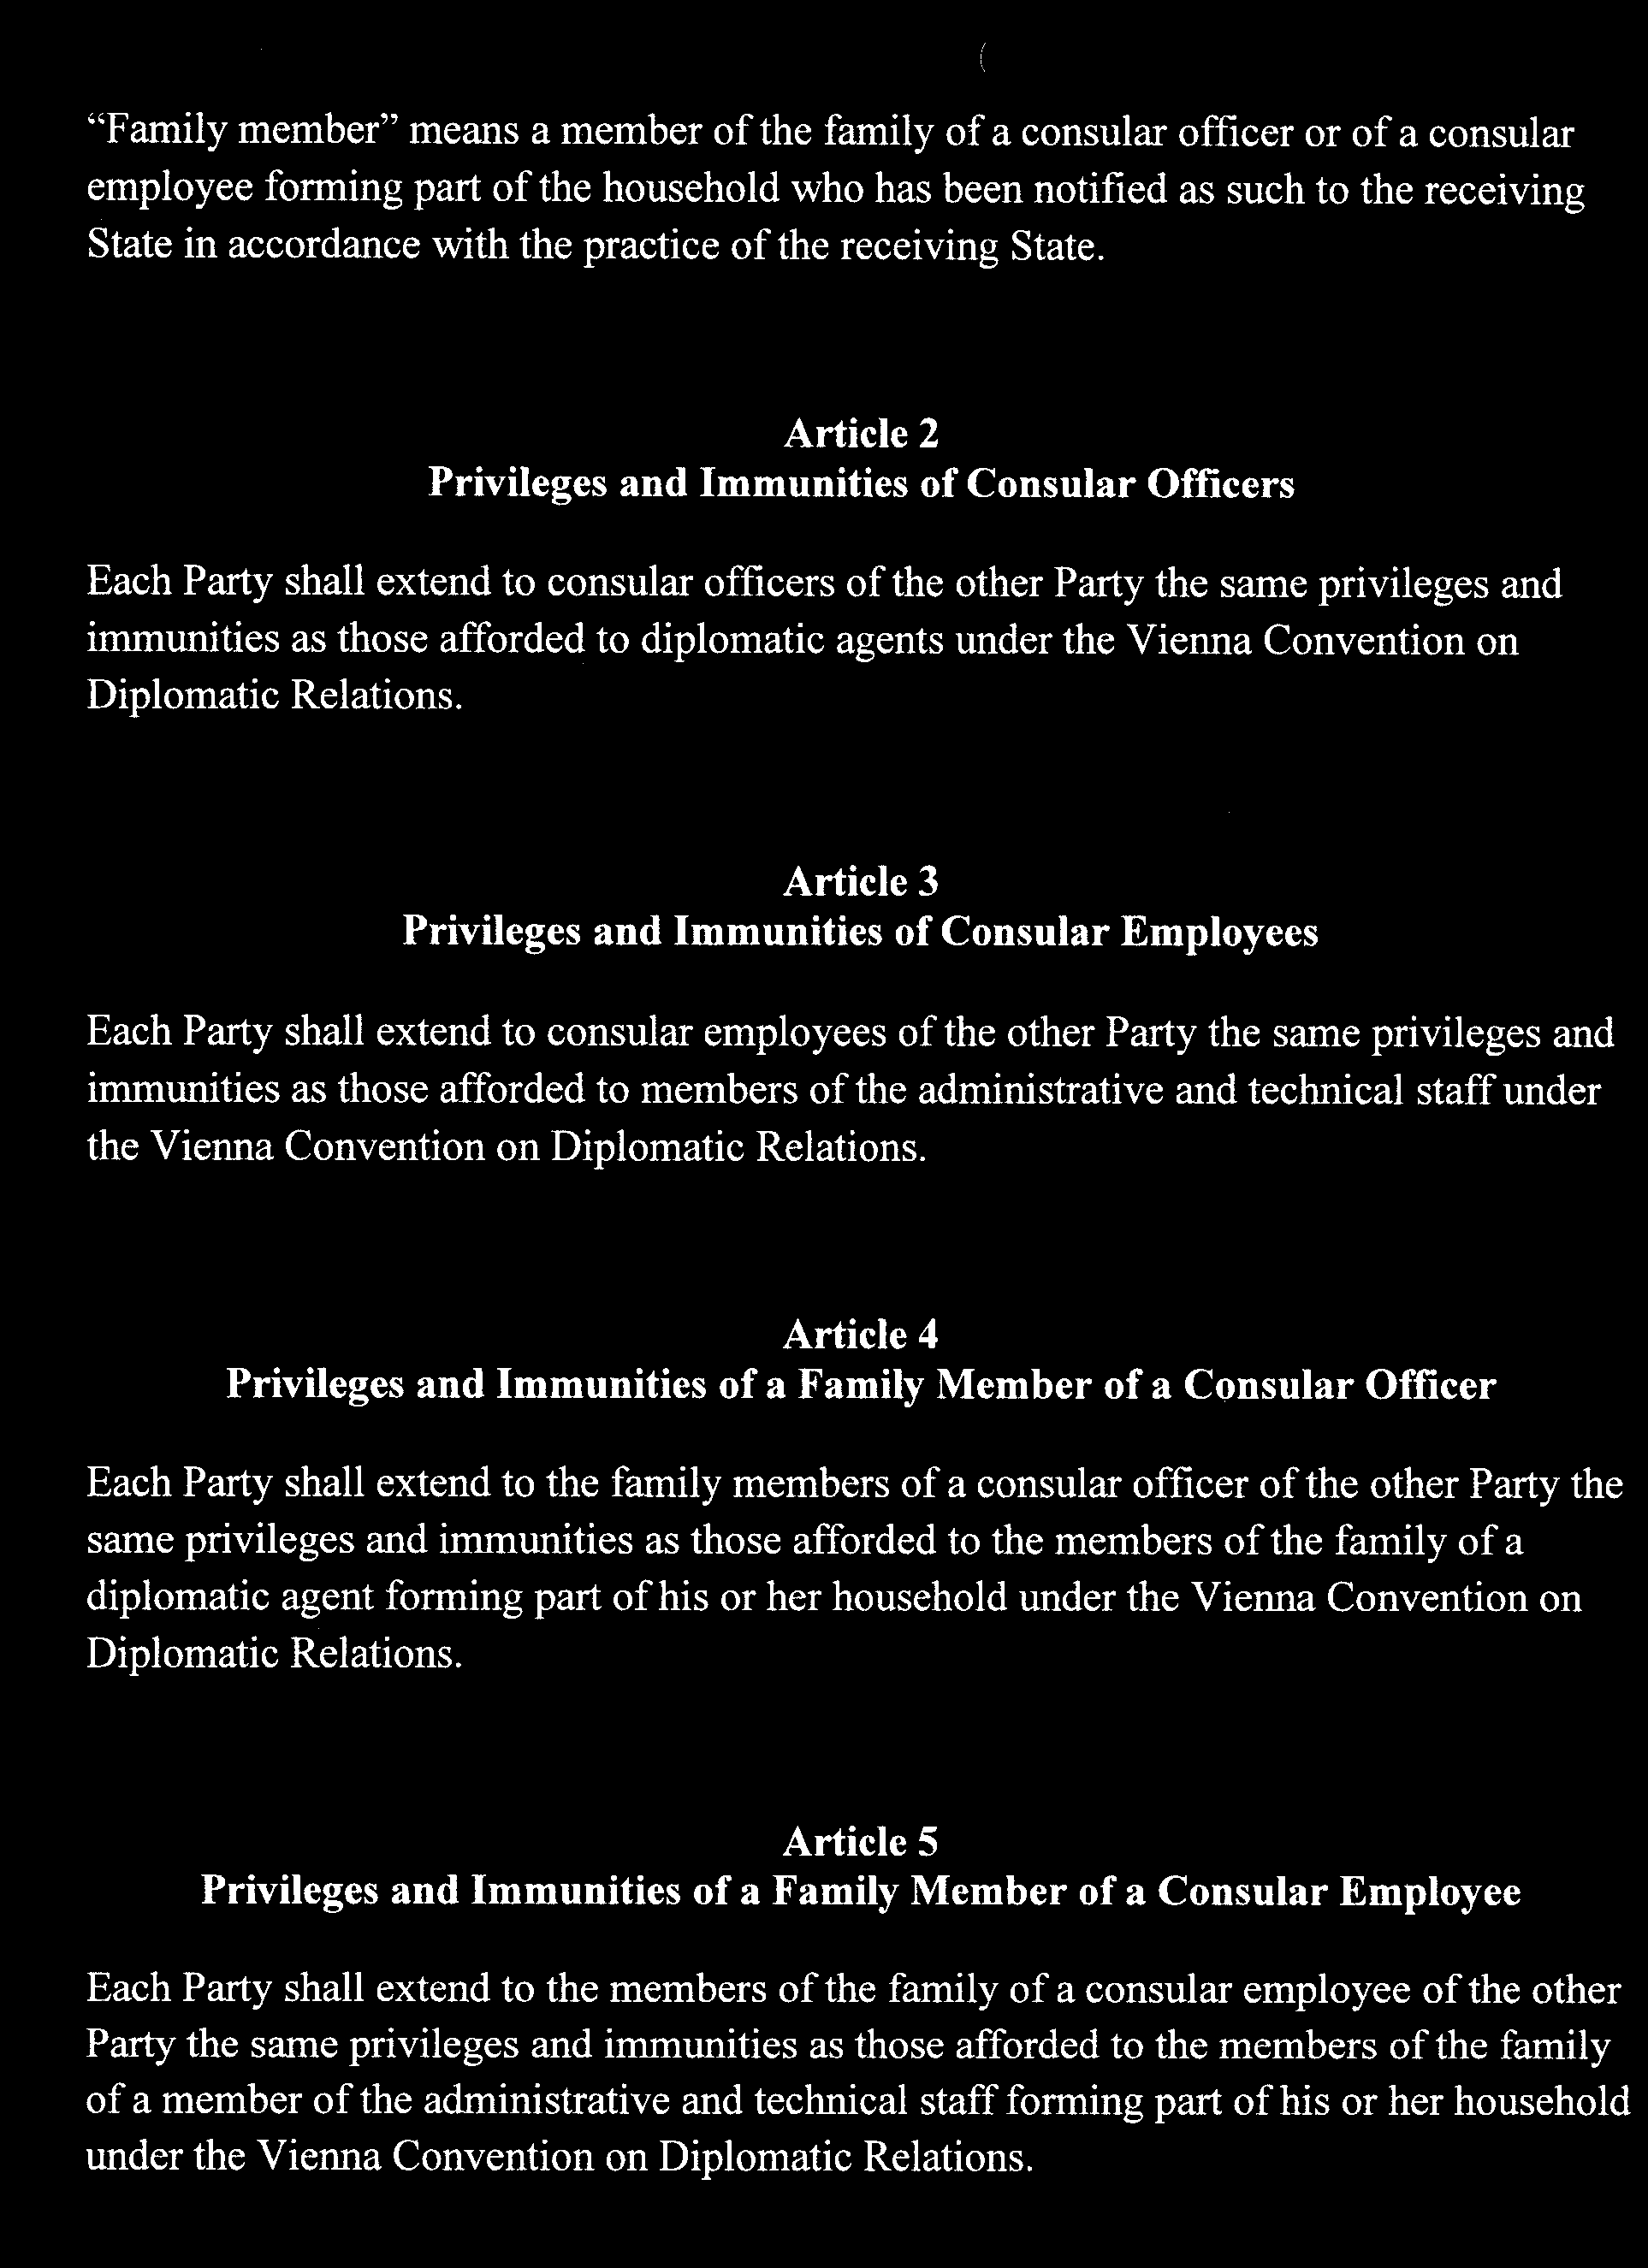 “Family member” means a member of the family of a consular officer or of a consular
employee forming part of the household who has been notified as such to the receiving
State in accordance with the practice of the receiving State.
Article 2
Privileges and Immunities of Consular Officers
Each Party shall extend to consular officers of the other Party the same privileges and
immunities as those afforded to diplomatic agents under the Vienna Convention on
Diplomatic Relations.
Article 3
Privileges and Immunities of Consular Employees
Each Party shall extend to consular employees of the other Party the same privileges and
immunities as those afforded to members of the administrative and technical staff under
the Vienna Convention on Diplomatic Relations.
Article 4
Privileges and Immunities of a Family Member of a Consular Officer
Each Party shall extend to the family members of a consular officer of the other Party the
same privileges and immunities as those afforded to the members of the family of a
diplomatic agent forming part of his or her household under the Vienna Convention on
Diplomatic Relations.
Article 5
Privileges and Immunities of a Family Member of a Consular Employee
Each Party shall extend to the members of the family of a consular employee of the other
Party the same privileges and immunities as those afforded to the members of the family
of a member of the administrative and technical staff forming part of his or her household
under the Vienna Convention on Diplomatic Relations.